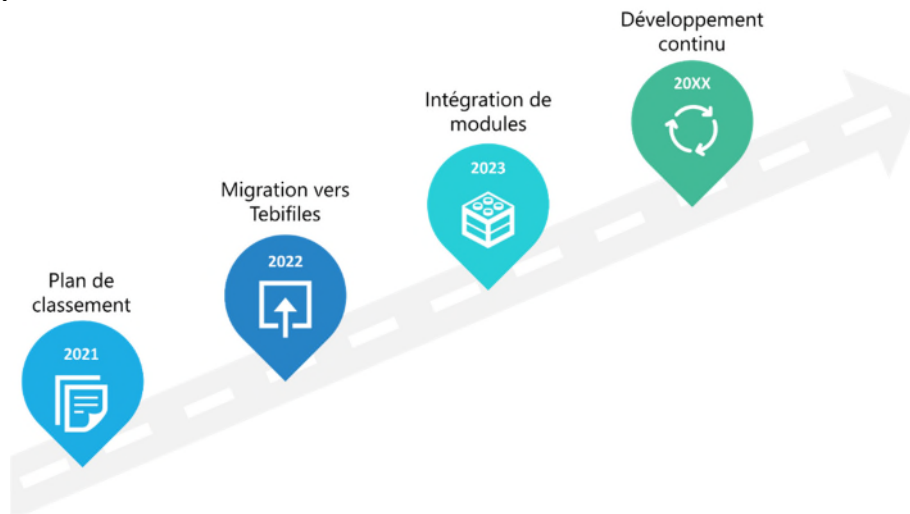 Plan de
classement
2021
Migration vers
Tebifiles
2022
Intégration de
modules
2023
Développement
continu
20XX